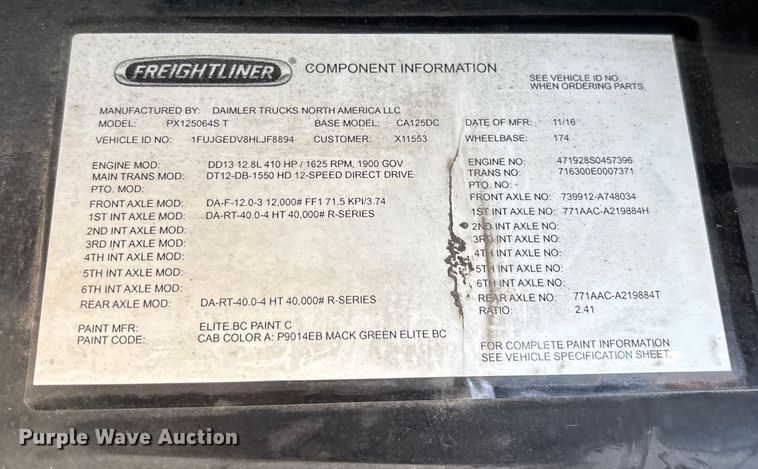 FREIGHTLINER® COMPONENT INFORMATION
SEE VEHICLE ID NO.
WHEN ORDERING PARTS.
MANUFACTURED BY: DAIMLER TRUCKS NORTH AMERICA LLC
MODEL: PX125064S T BASE MODEL: CA125DC DATE OF MFR: 11/16
VEHICLE ID NO: 1FUJGEDV8HLJF8894 CUSTOMER: X11553 WHEELBASE: 174
ENGINE MOD: DD13 12.8L 410 HP / 1625 RPM, 1900 GOV ENGINE NO: 471928S0457396
MAIN TRANS MOD: DT12-DB-1550 HD 12-SPEED DIRECT DRIVE TRANS NO: 716300E0007371
PTO. MOD: PTO. NO:
FRONT AXLE MOD: DA-F-12.0-3 12,000# FF1 71.5 KPI/3.74 FRONT AXLE NO: 739912-A748034
1ST INT AXLE MOD: DA-RT-40.0-4 HT 40,000# R-SERIES 1ST INT AXLE NO: 771AAC-A219884H
2ND INT AXLE MOD: 2ND INT AXLE NO:
3RD INT AXLE MOD: 3RD INT AXLE NO:
4TH INT AXLE MOD: 4TH INT AXLE NO:
5TH INT AXLE MOD: 5TH INT AXLE NO:
6TH INT AXLE MOD: 6TH INT AXLE NO:
REAR AXLE MOD: DA-RT-40.0-4 HT 40,000# R-SERIES REAR AXLE NO: 771AAC-A219884T
RATIO: 2.41
PAINT MFR: ELITE BC PAINT C
PAINT CODE: CAB COLOR A: P9014EB MACK GREEN ELITE BC
FOR COMPLETE PAINT INFORMATION
SEE VEHICLE SPECIFICATION SHEET.
Purple Wave Auction